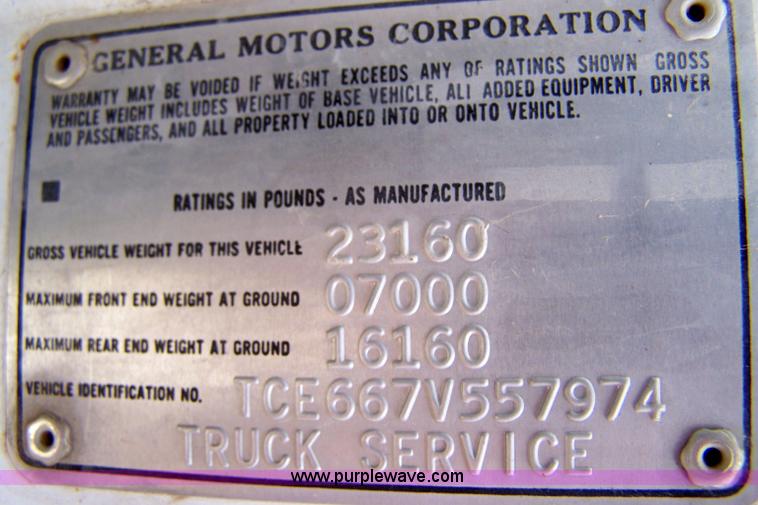 GENERAL MOTORS CORPORATION
WARRANTY MAY BE VOIDED IF WEIGHT EXCEEDS ANY OF RATINGS SHOWN GROSS
VEHICLE WEIGHT INCLUDES WEIGHT OF BASE VEHICLE, ALL ADDED EQUIPMENT, DRIVER
AND PASSENGERS, AND ALL PROPERTY LOADED INTO OR ONTO VEHICLE.
RATINGS IN POUNDS - AS MANUFACTURED
GROSS VEHICLE WEIGHT FOR THIS VEHICLE 23160
MAXIMUM FRONT END WEIGHT AT GROUND 07000
MAXIMUM REAR END WEIGHT AT GROUND 16160
VEHICLE IDENTIFICATION NO. TCE667V557974
TRUCK SERVICE
www.purplewave.com